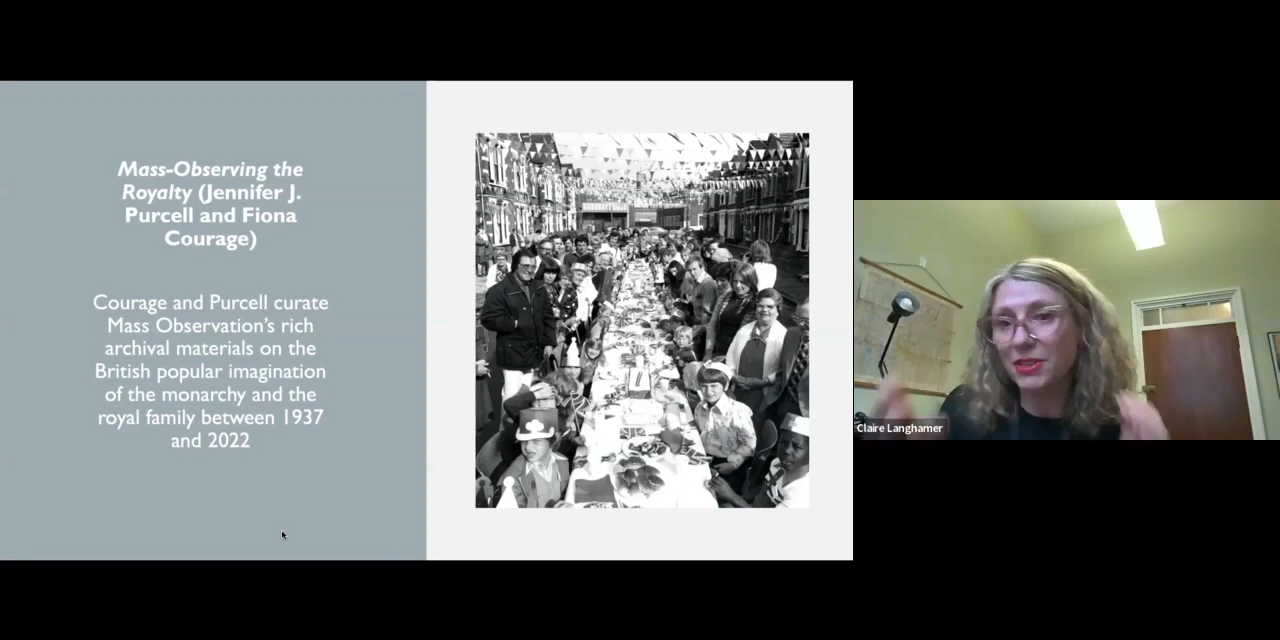 Mass-Observing the
Royalty (Jennifer J.
Purcell and Fiona
Courage)
Courage and Purcell curate
Mass Observation’s rich
archival materials on the
British popular imagination
of the monarchy and the
royal family between 1937
and 2022
Claire Langhamer